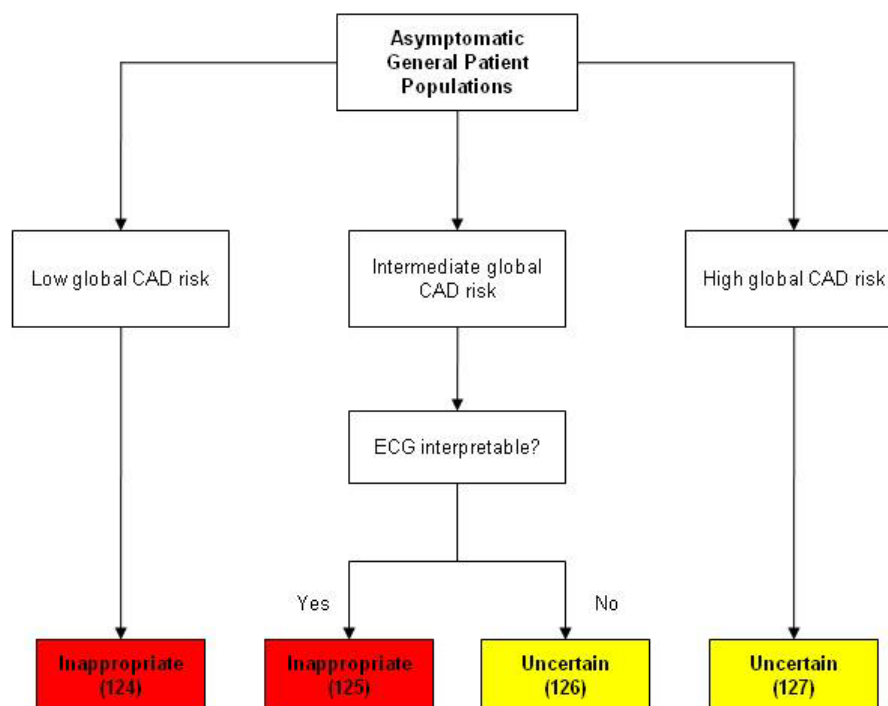 Asymptomatic
General Patient
Populations
Low global CAD risk
Intermediate global
CAD risk
High global CAD risk
ECG interpretable?
Yes
No
Inappropriate
(124)
Inappropriate
(125)
Uncertain
(126)
Uncertain
(127)